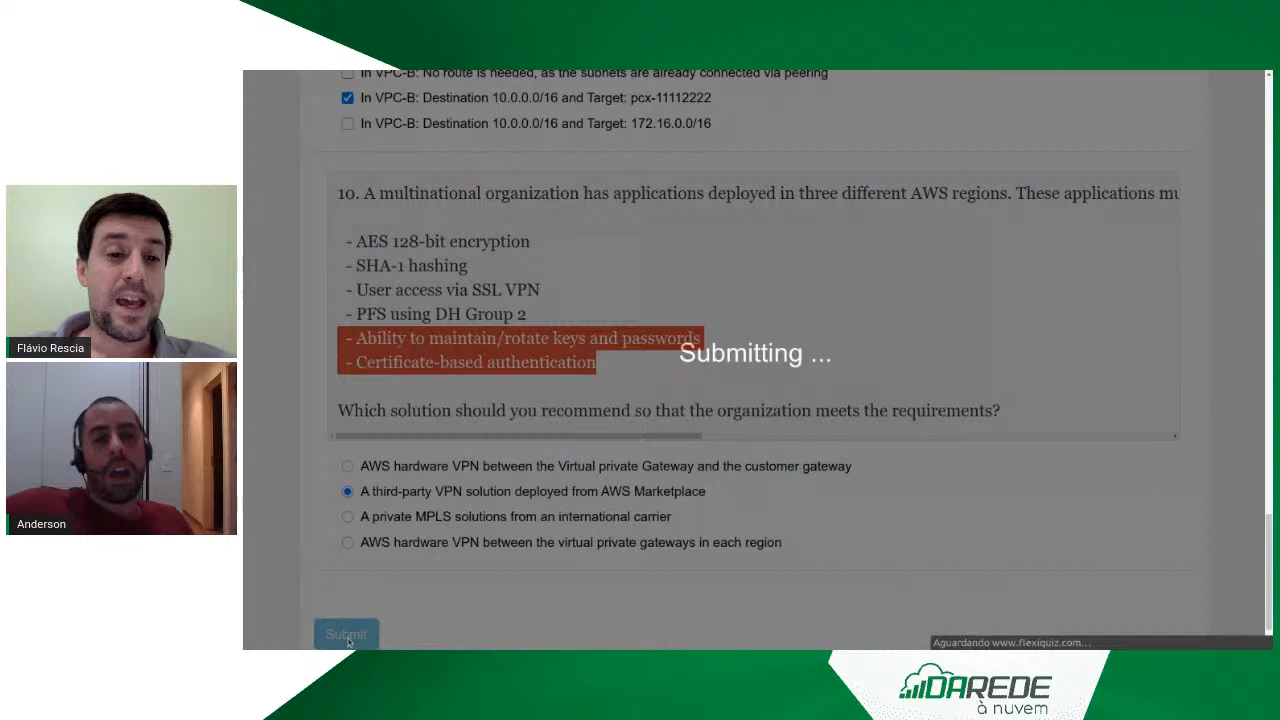 In VPC-B: No route is needed, as the subnets are already connected via peering
In VPC-B: Destination 10.0.0.0/16 and Target: pcx-11112222
In VPC-B: Destination 10.0.0.0/16 and Target: 172.16.0.0/16
10. A multinational organization has applications deployed in three different AWS regions. These applications mu
- AES 128-bit encryption
- SHA-1 hashing
- User access via SSL VPN
- PFS using DH Group 2
- Ability to maintain/rotate keys and passwords
- Certificate-based authentication
Submitting ...
Which solution should you recommend so that the organization meets the requirements?
AWS hardware VPN between the Virtual private Gateway and the customer gateway
A third-party VPN solution deployed from AWS Marketplace
A private MPLS solutions from an international carrier
AWS hardware VPN between the virtual private gateways in each region
Submit
Aguardando www.flexiquiz.com...
Flávio Rescia
Anderson
DAREDE
à nuvem